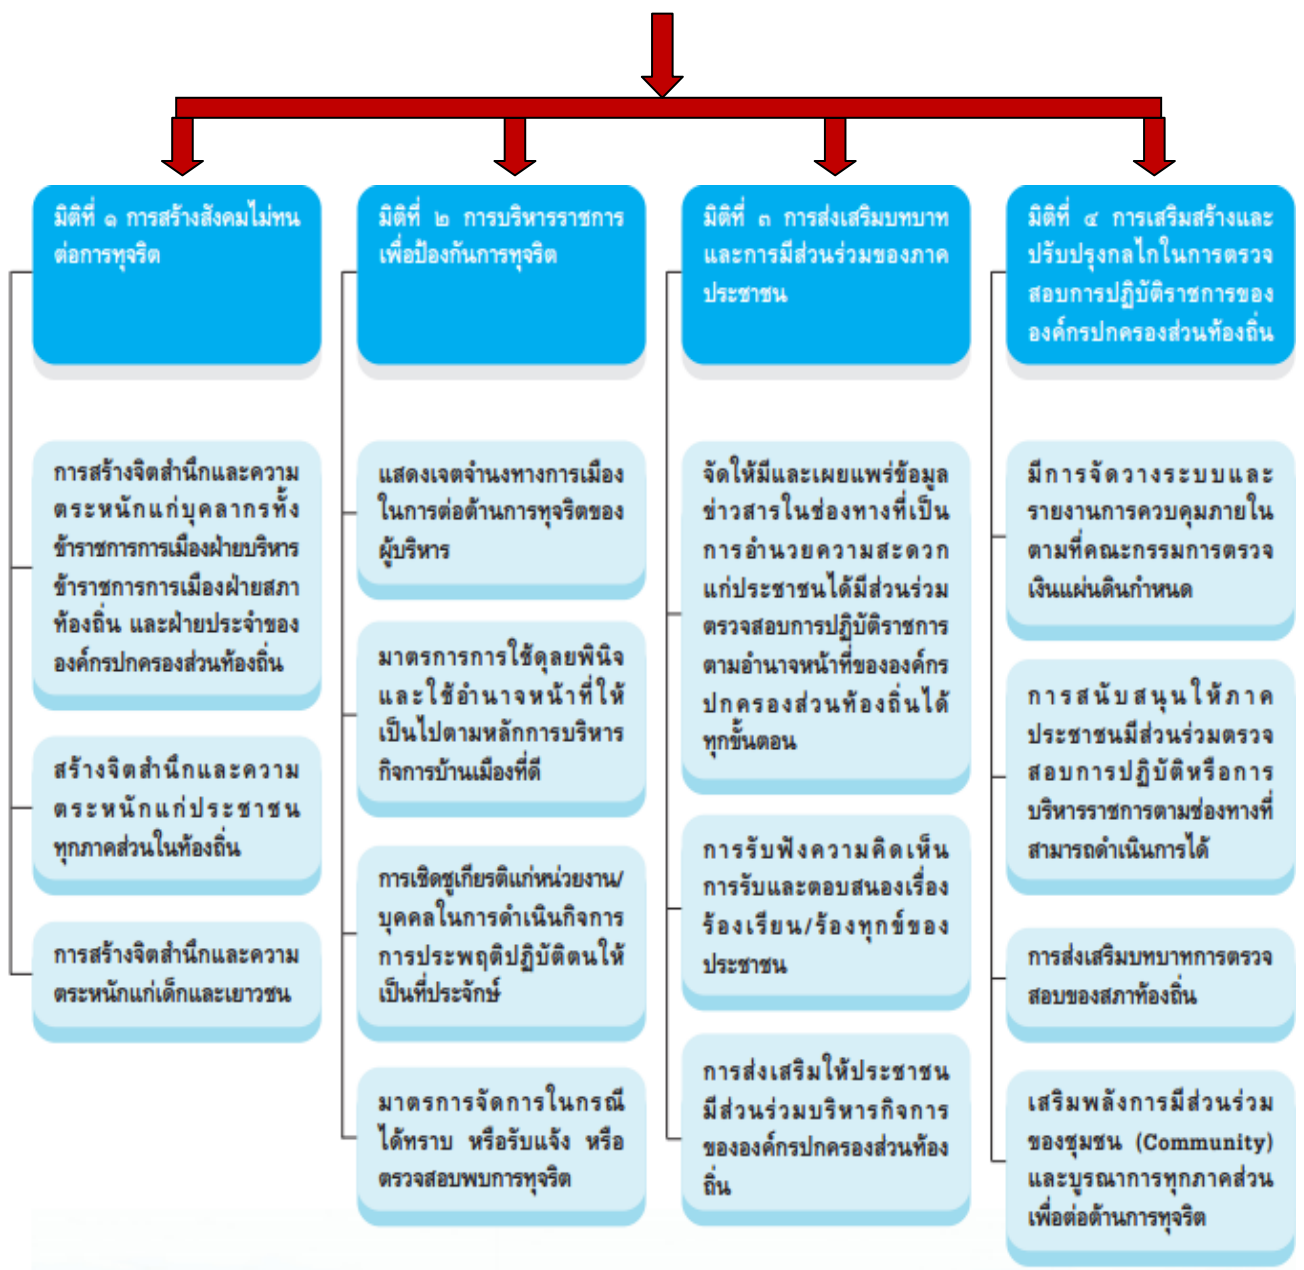 มิติที่ ๑ การสร้างสังคมไม่ทน
ต่อการทุจริต
การสร้างจิตสำนึกและความ
ตระหนักแก่บุคลากรทั้ง
ข้าราชการการเมืองฝ่ายบริหาร
ข้าราชการการเมืองฝ่ายสภา
ท้องถิ่น และฝ่ายประจำของ
องค์กรปกครองส่วนท้องถิ่น
สร้างจิตสำนึกและความ
ตระหนักแก่ประชาชน
ทุกภาคส่วนในท้องถิ่น
การสร้างจิตสำนึกและความ
ตระหนักแก่เด็กและเยาวชน
มิติที่ ๒ การบริหารราชการ
เพื่อป้องกันการทุจริต
แสดงเจตจำนงทางการเมือง
ในการต่อต้านการทุจริตของ
ผู้บริหาร
มาตรการการใช้ดุลยพินิจ
และใช้อำนาจหน้าที่ให้
เป็นไปตามหลักการบริหาร
กิจการบ้านเมืองที่ดี
การเชิดชูเกียรติแก่หน่วยงาน/
บุคคลในการดำเนินกิจการ
การประพฤติปฏิบัติตนให้
เป็นที่ประจักษ์
มาตรการจัดการในกรณี
ได้ทราบ หรือรับแจ้ง หรือ
ตรวจสอบพบการทุจริต
มิติที่ ๓ การส่งเสริมบทบาท
และการมีส่วนร่วมของภาค
ประชาชน
จัดให้มีและเผยแพร่ข้อมูล
ข่าวสารในช่องทางที่เป็น
การอำนวยความสะดวก
แก่ประชาชนได้มีส่วนร่วม
ตรวจสอบการปฏิบัติราชการ
ตามอำนาจหน้าที่ขององค์กร
ปกครองส่วนท้องถิ่นได้
ทุกขั้นตอน
การรับฟังความคิดเห็น
การรับและตอบสนองเรื่อง
ร้องเรียน/ร้องทุกข์ของ
ประชาชน
การส่งเสริมให้ประชาชน
มีส่วนร่วมบริหารกิจการ
ขององค์กรปกครองส่วนท้อง
ถิ่น
มิติที่ ๔ การเสริมสร้างและ
ปรับปรุงกลไกในการตรวจ
สอบการปฏิบัติราชการของ
องค์กรปกครองส่วนท้องถิ่น
มีการจัดวางระบบและ
รายงานการควบคุมภายใน
ตามที่คณะกรรมการตรวจ
เงินแผ่นดินกำหนด
การสนับสนุนให้ภาค
ประชาชนมีส่วนร่วมตรวจ
สอบการปฏิบัติหรือการ
บริหารราชการตามช่องทางที่
สามารถดำเนินการได้
การส่งเสริมบทบาทการตรวจ
สอบของสภาท้องถิ่น
เสริมพลังการมีส่วนร่วม
ของชุมชน (Community)
และบูรณาการทุกภาคส่วน
เพื่อต่อต้านการทุจริต